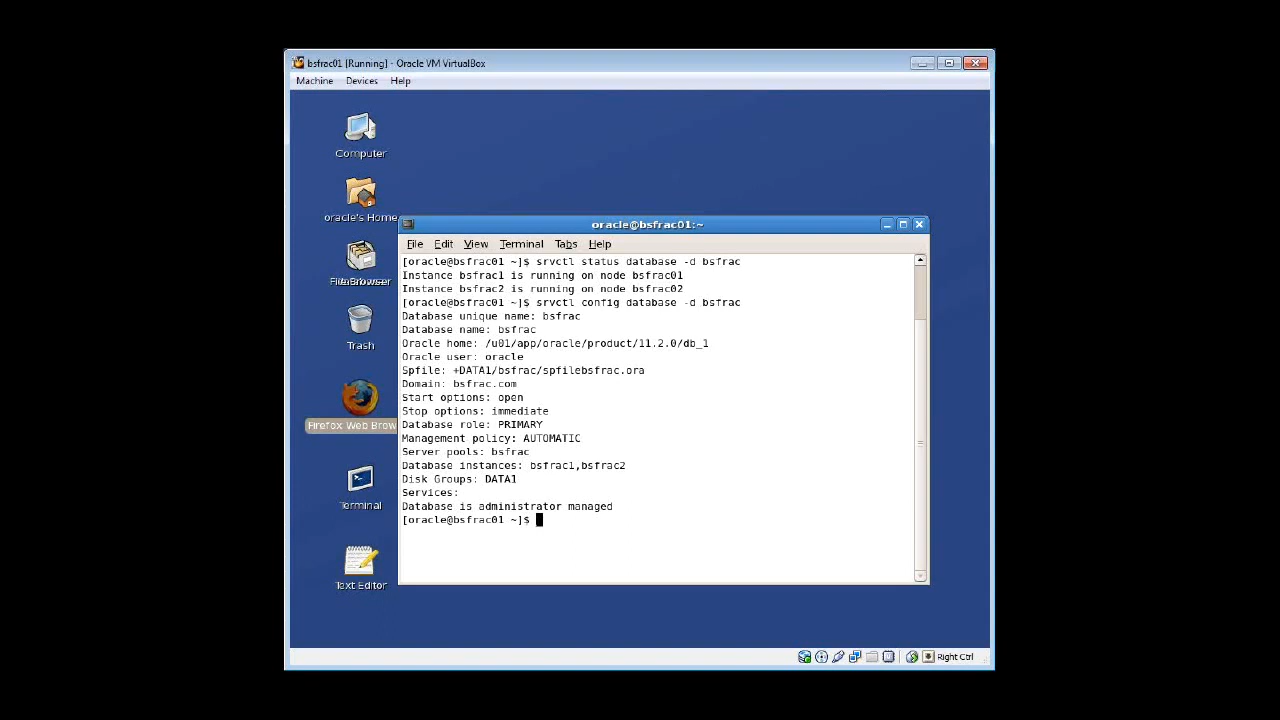 bsfrac01 [Running] - Oracle VM VirtualBox
Machine Devices Help
Computer
oracle's Home
Trash
Firefox Web Brow
Terminal
Text Editor
oracle@bsfrac01:~
File Edit View Terminal Tabs Help
[oracle@bsfrac01 ~]$ srvctl status database -d bsfrac
Instance bsfrac1 is running on node bsfrac01
Instance bsfrac2 is running on node bsfrac02
[oracle@bsfrac01 ~]$ srvctl config database -d bsfrac
Database unique name: bsfrac
Database name: bsfrac
Oracle home: /u01/app/oracle/product/11.2.0/db_1
Oracle user: oracle
Spfile: +DATA1/bsfrac/spfilebsfrac.ora
Domain: bsfrac.com
Start options: open
Stop options: immediate
Database role: PRIMARY
Management policy: AUTOMATIC
Server pools: bsfrac
Database instances: bsfrac1,bsfrac2
Disk Groups: DATA1
Services:
Database is administrator managed
[oracle@bsfrac01 ~]$
Right Ctrl